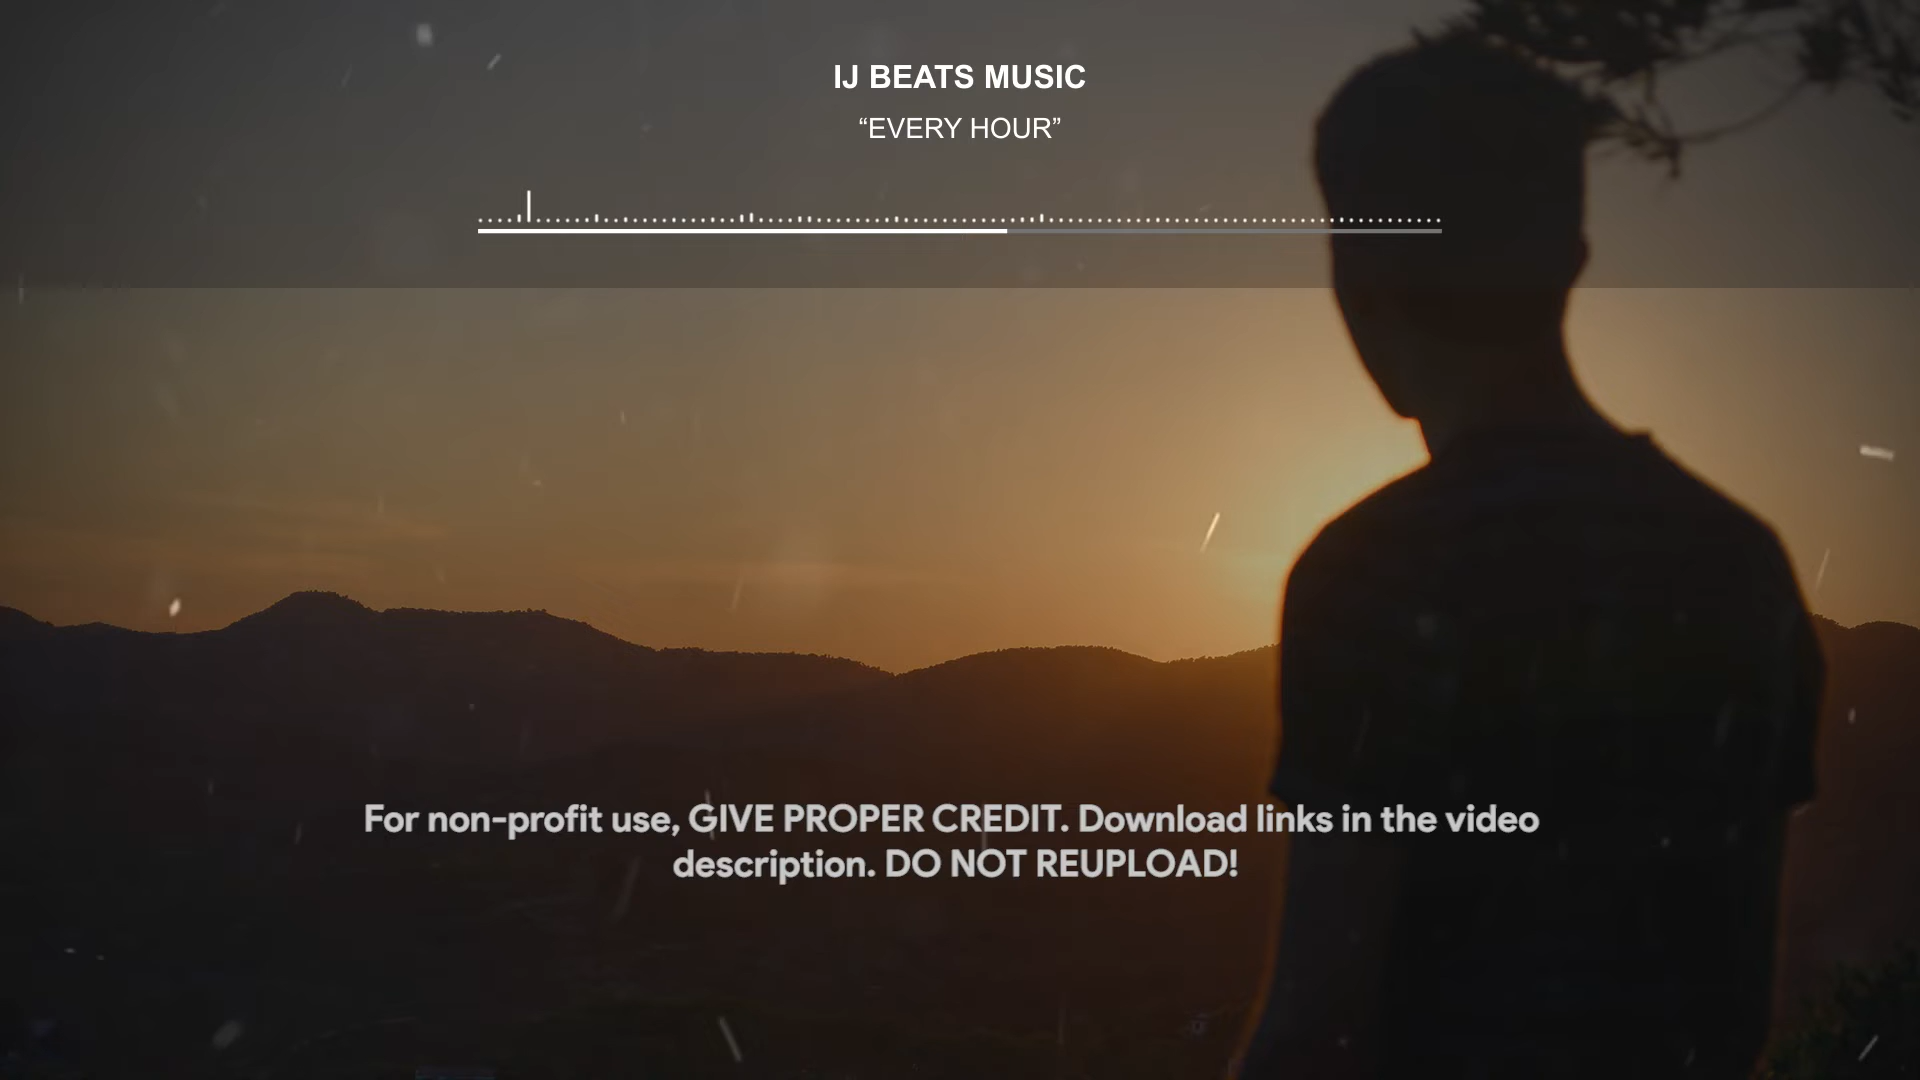 IJ BEATS MUSIC
“EVERY HOUR”
For non-profit use, GIVE PROPER CREDIT. Download links in the video
description. DO NOT REUPLOAD!